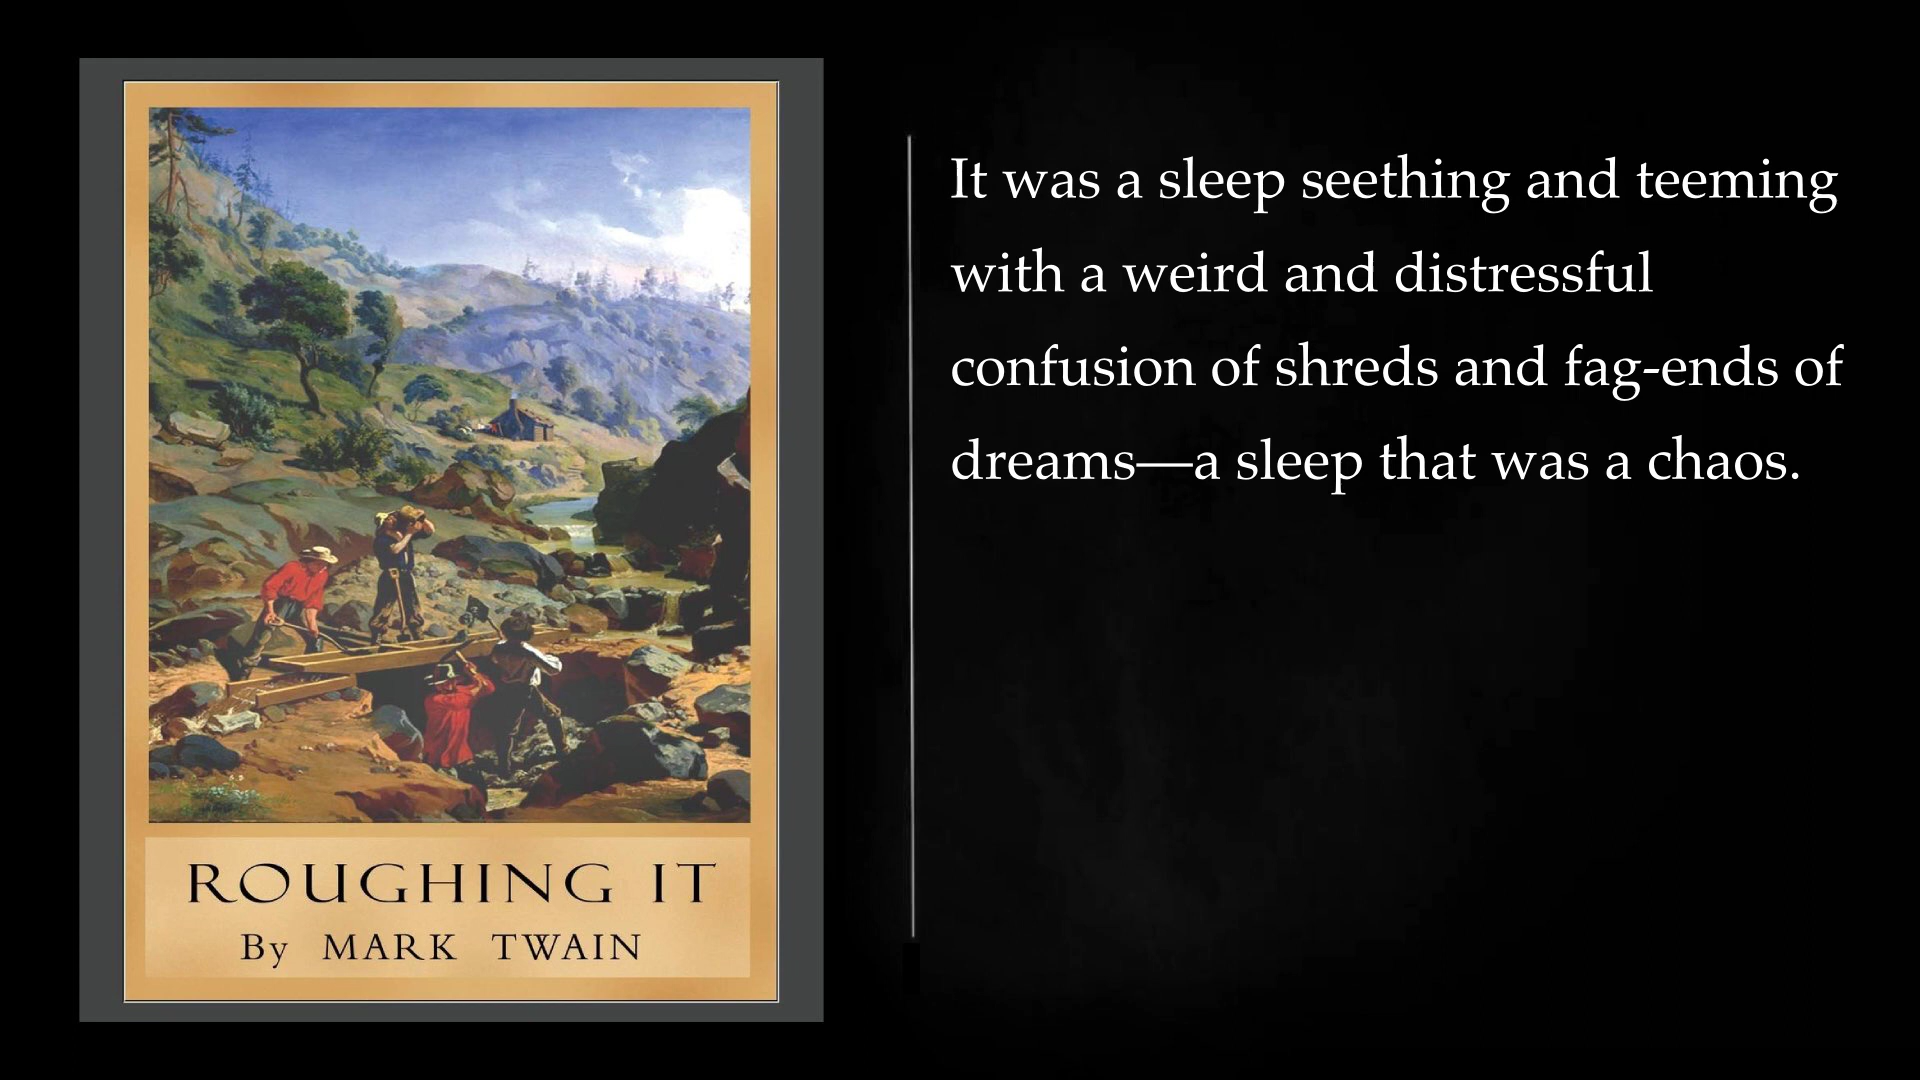 ROUGHING IT
By MARK TWAIN
It was a sleep seething and teeming
with a weird and distressful
confusion of shreds and fag-ends of
dreams—a sleep that was a chaos.